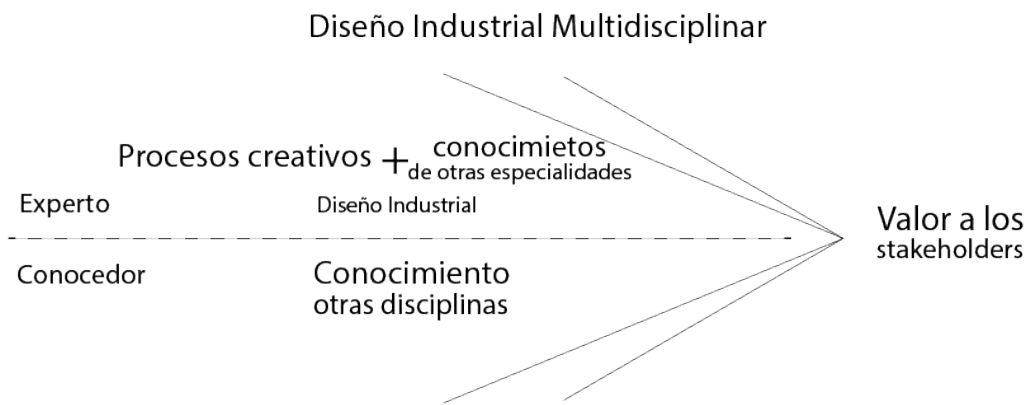 Diseño Industrial Multidisciplinar
Procesos creativos + conocimietos
de otras especialidades
Experto
Diseño Industrial
Valor a los
stakeholders
Conocedor
Conocimiento
otras disciplinas